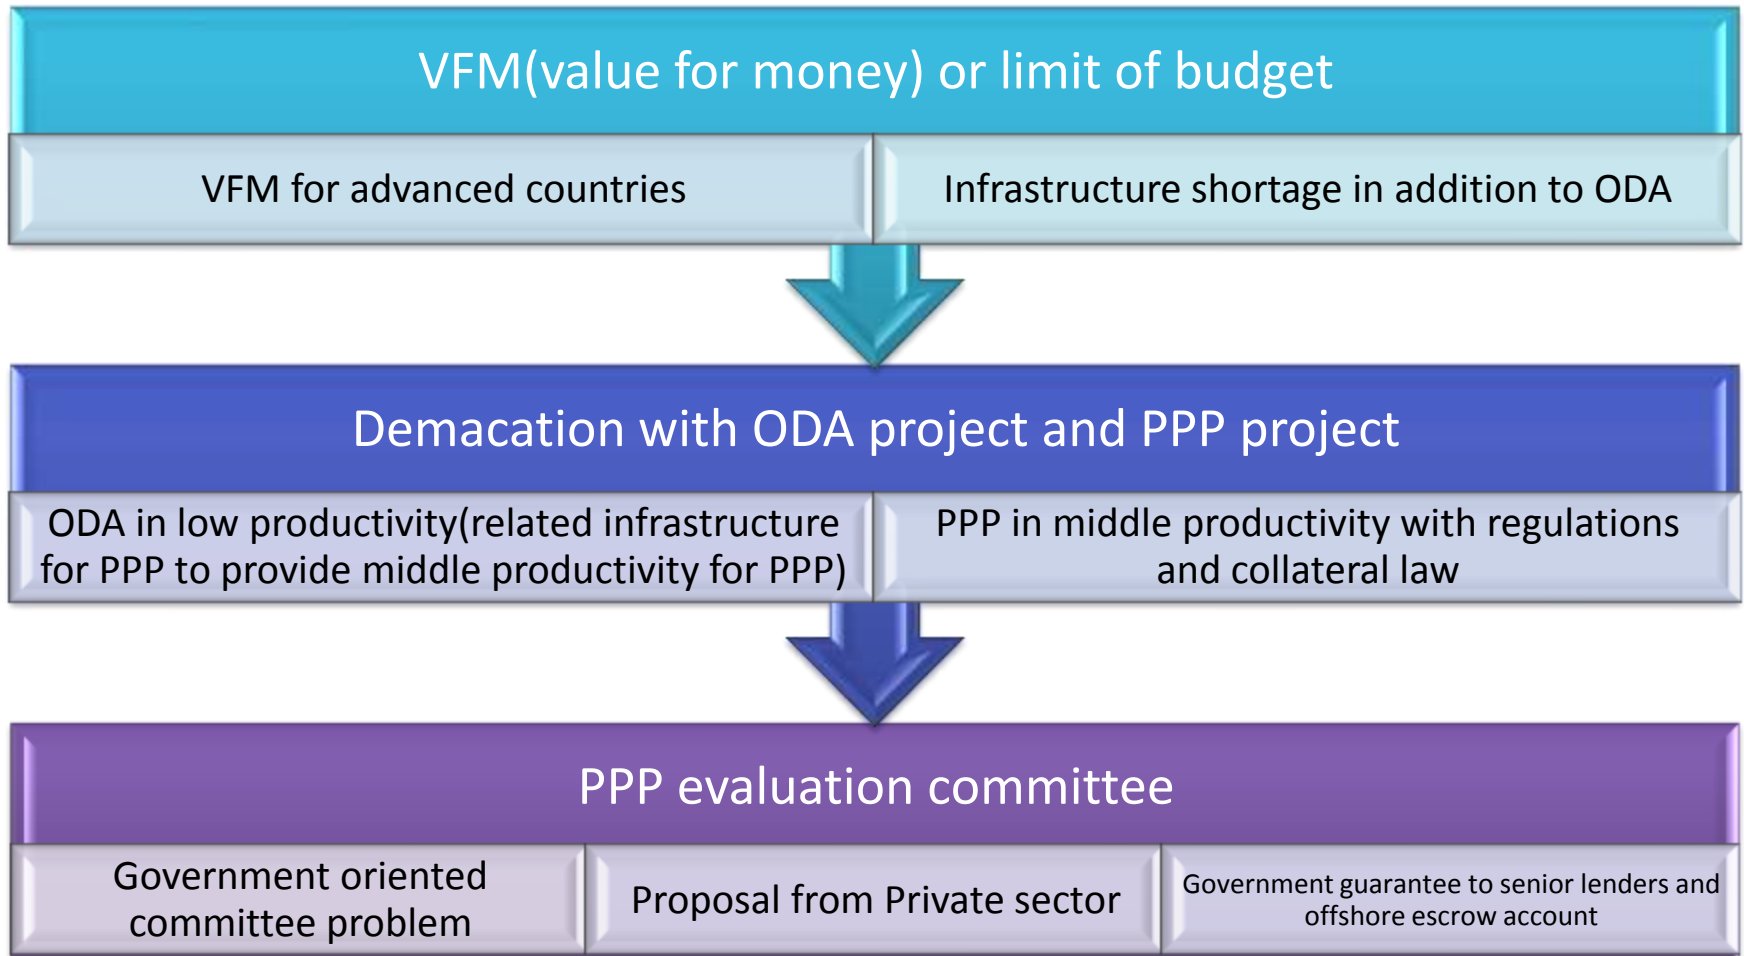 VFM(value for money) or limit of budget
VFM for advanced countries
Infrastructure shortage in addition to ODA
Demacation with ODA project and PPP project
ODA in low productivity(related infrastructure
for PPP to provide middle productivity for PPP)
PPP in middle productivity with regulations
and collateral law
PPP evaluation committee
Government oriented
committee problem
Proposal from Private sector
Government guarantee to senior lenders and
offshore escrow account